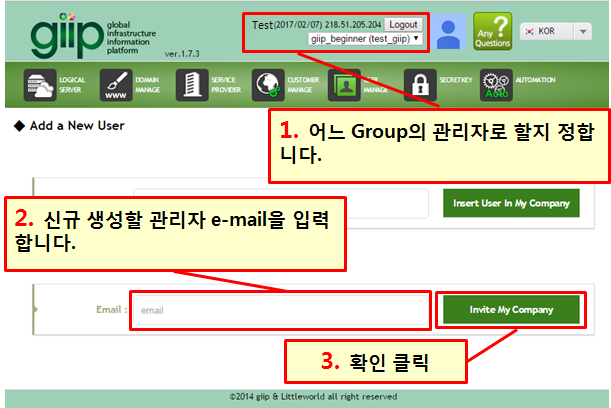 giip
global
infrastructure
information
platform
ver.1.7.3
Test(2017/02/07) 218.51.205.204 Logout
giip_beginner (test_giip)
Any
?
Questions
KOR
LOGICAL
SERVER
www
DOMAIN
MANAGE
SERVICE
PROVIDER
CUSTOMER
MANAGE
MANAGE
SECRETKEY
Auto
AUTOMATION
Add a New User
1. 어느 Group의 관리자로 할지 정합
니다.
Insert User In My Company
2. 신규 생성할 관리자 e-mail을 입력
합니다.
Email :
email
Invite My Company
3. 확인 클릭
©2014 giip & Littleworld all right reserved